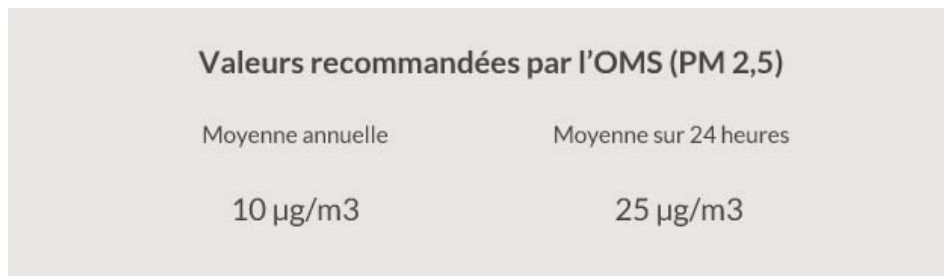 Valeurs recommandées par l'OMS (PM 2,5)
Moyenne annuelle Moyenne sur 24 heures
10 µg/m3 25 µg/m3